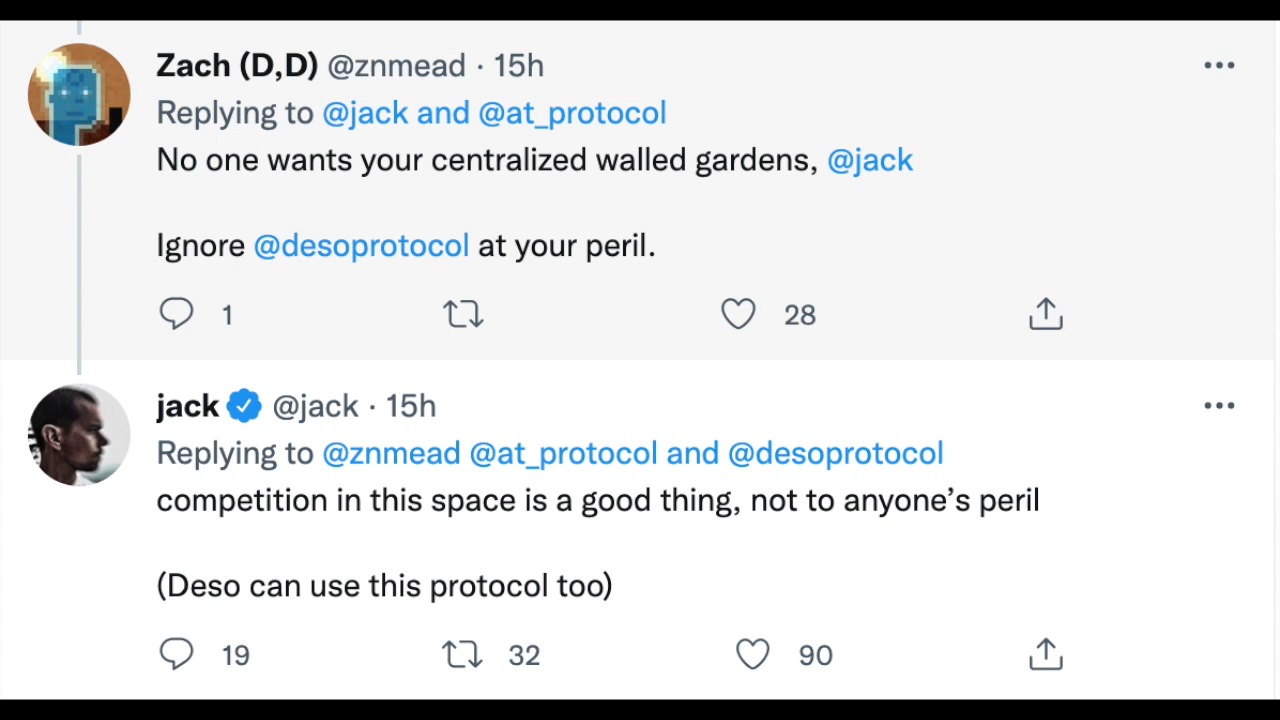 Zach (D,D) @znmead · 15h
Replying to @jack and @at_protocol
No one wants your centralized walled gardens, @jack
Ignore @desoprotocol at your peril.
1 28
jack @jack · 15h
Replying to @znmead @at_protocol and @desoprotocol
competition in this space is a good thing, not to anyone’s peril
(Deso can use this protocol too)
19 32 90